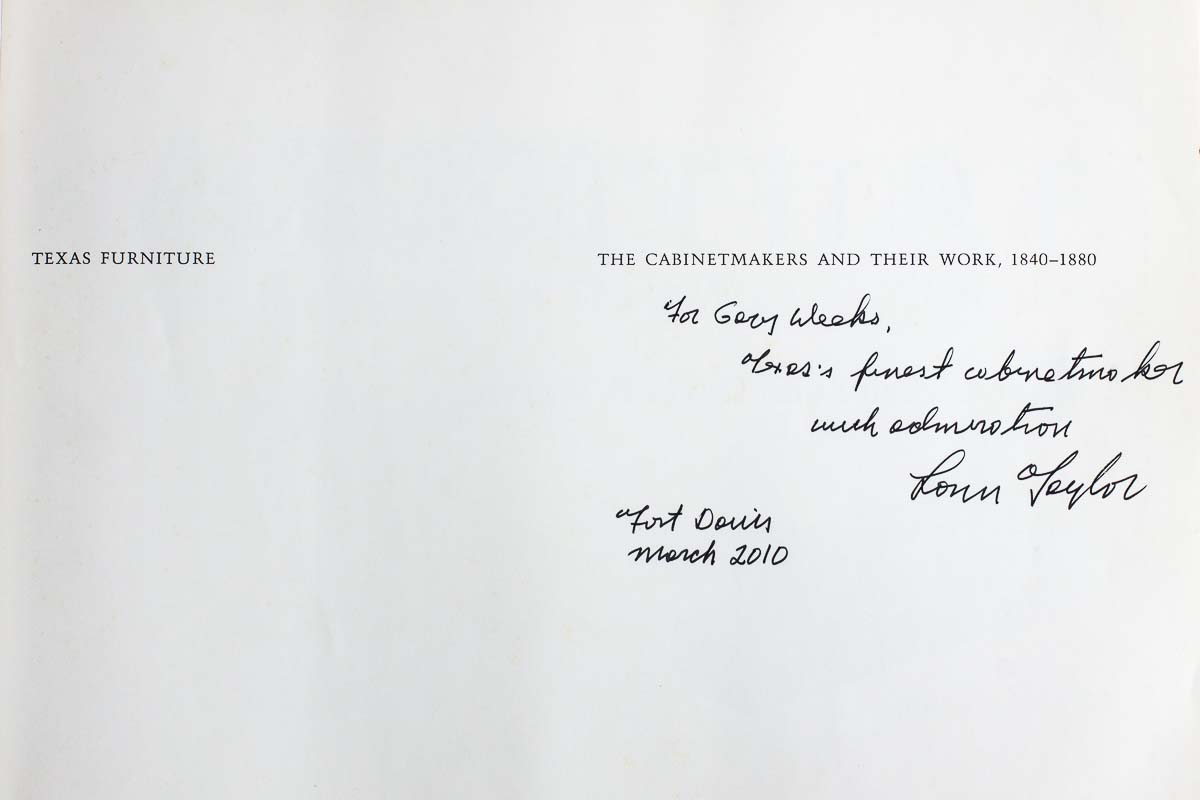 TEXAS FURNITURE
THE CABINETMAKERS AND THEIR WORK, 1840–1880
For Gary Weeks,
Texas's finest cabinetmaker
with admiration
Lonn Taylor
Fort Davis
March 2010